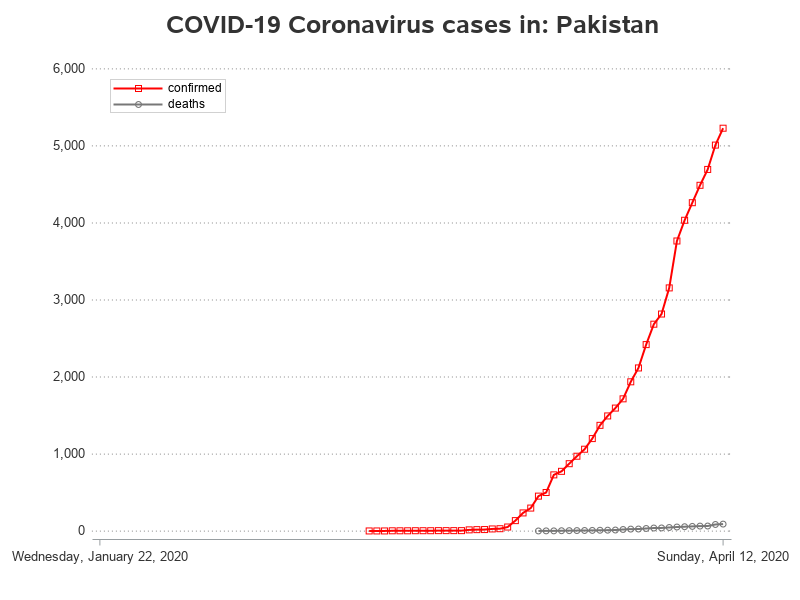 COVID-19 Coronavirus cases in: Pakistan
6,000
confirmed
deaths
5,000
4,000
3,000
2,000
1,000
0
Wednesday, January 22, 2020 Sunday, April 12, 2020